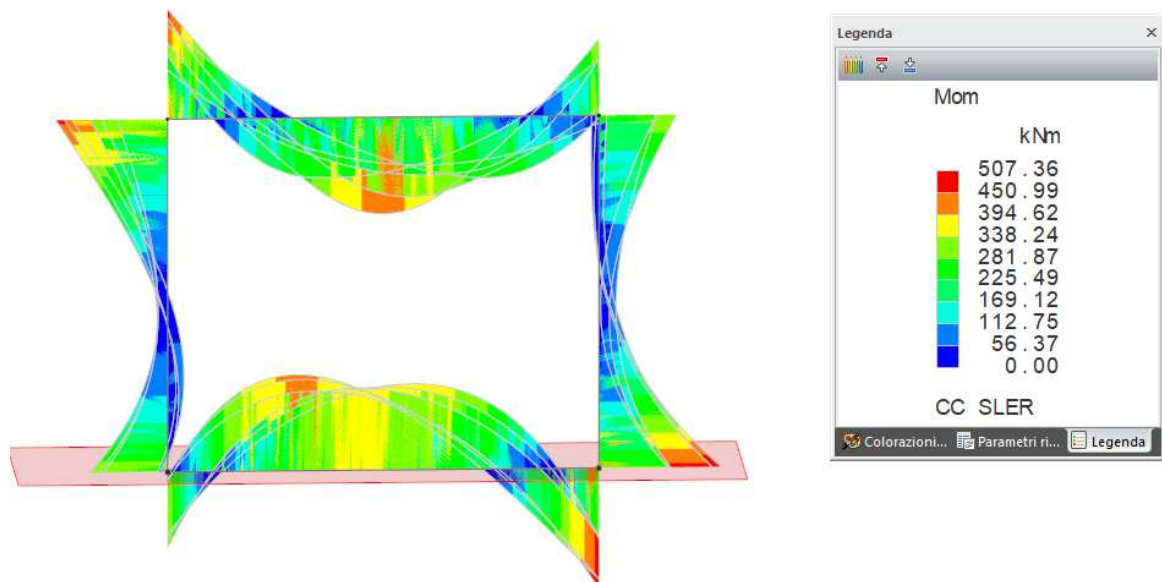 Legenda
Mom
kNm
507.36
450.99
394.62
338.24
281.87
225.49
169.12
112.75
56.37
0.00
CC SLER
Colorazioni... Parametri ri... Legenda